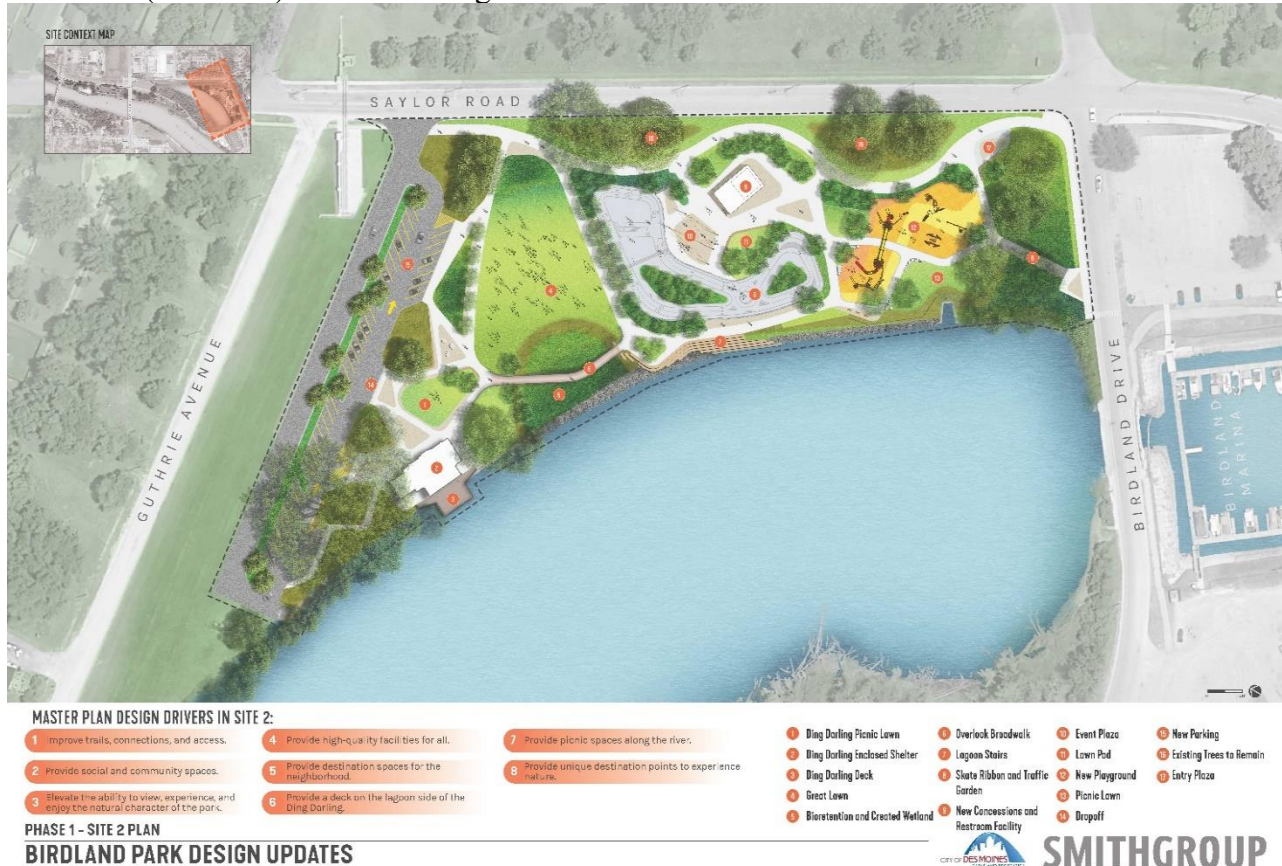 SITE CONTEXT MAP
SAYLOR ROAD
GUTHRIE AVENUE
BIRDLAND DRIVE
BIRDLAND
MARINA
MASTER PLAN DESIGN DRIVERS IN SITE 2:
1 Improve trails, connections, and access.
2 Provide social and community spaces.
3 Elevate the ability to view, experience, and
enjoy the natural character of the park.
4 Provide high-quality facilities for all.
5 Provide destination spaces for the
neighborhood.
6 Provide a deck on the lagoon side of the
Ding Darling.
7 Provide picnic spaces along the river.
8 Provide unique destination points to experience
nature.
1 Ding Darling Picnic Lawn
2 Ding Darling Enclosed Shelter
3 Ding Darling Deck
4 Great Lawn
5 Bioretention and Created Wetland
6 Overlook Broadwalk
7 Lagoon Stairs
8 Skate Ribbon and Traffic
Garden
9 New Concessions and
Restroom Facility
10 Event Plaza
11 Lawn Pod
12 New Playground
13 Picnic Lawn
14 Dropoff
15 New Parking
16 Existing Trees to Remain
17 Entry Plaza
PHASE 1 - SITE 2 PLAN
BIRDLAND PARK DESIGN UPDATES
CITY OF DES MOINES
SMITHGROUP